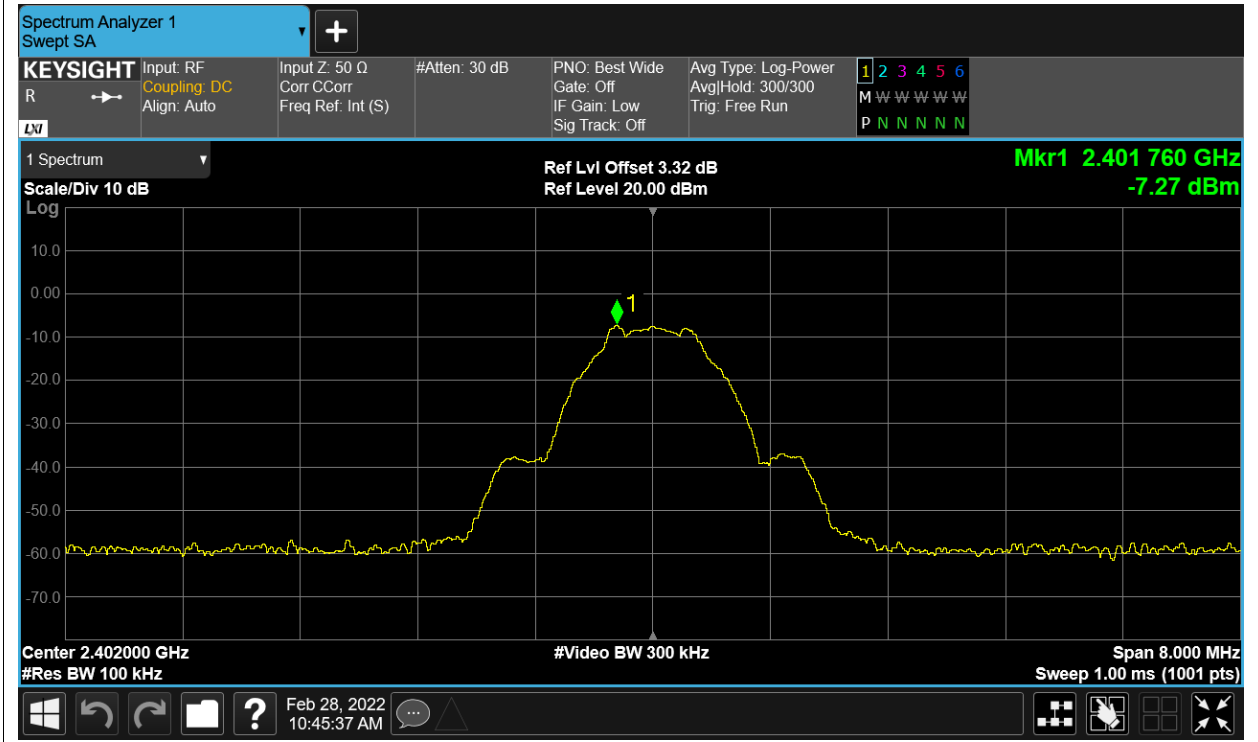 Spectrum Analyzer 1
Swept SA
KEYSIGHT Input: RF Input Z: 50 Ω #Atten: 30 dB PNO: Best Wide Avg Type: Log-Power 1 2 3 4 5 6
R Coupling: DC Corr CCorr Gate: Off Avg|Hold: 300/300 M W W W W W
Align: Auto Freq Ref: Int (S) IF Gain: Low Trig: Free Run
LXI Sig Track: Off P N N N N N
1 Spectrum
Ref Lvl Offset 3.32 dB Mkr1 2.401 760 GHz
Scale/Div 10 dB Ref Level 20.00 dBm -7.27 dBm
Log
10.0
0.00
1
-10.0
-20.0
-30.0
-40.0
-50.0
-60.0
-70.0
Center 2.402000 GHz #Video BW 300 kHz Span 8.000 MHz
#Res BW 100 kHz Sweep 1.00 ms (1001 pts)
? Feb 28, 2022
10:45:37 AM